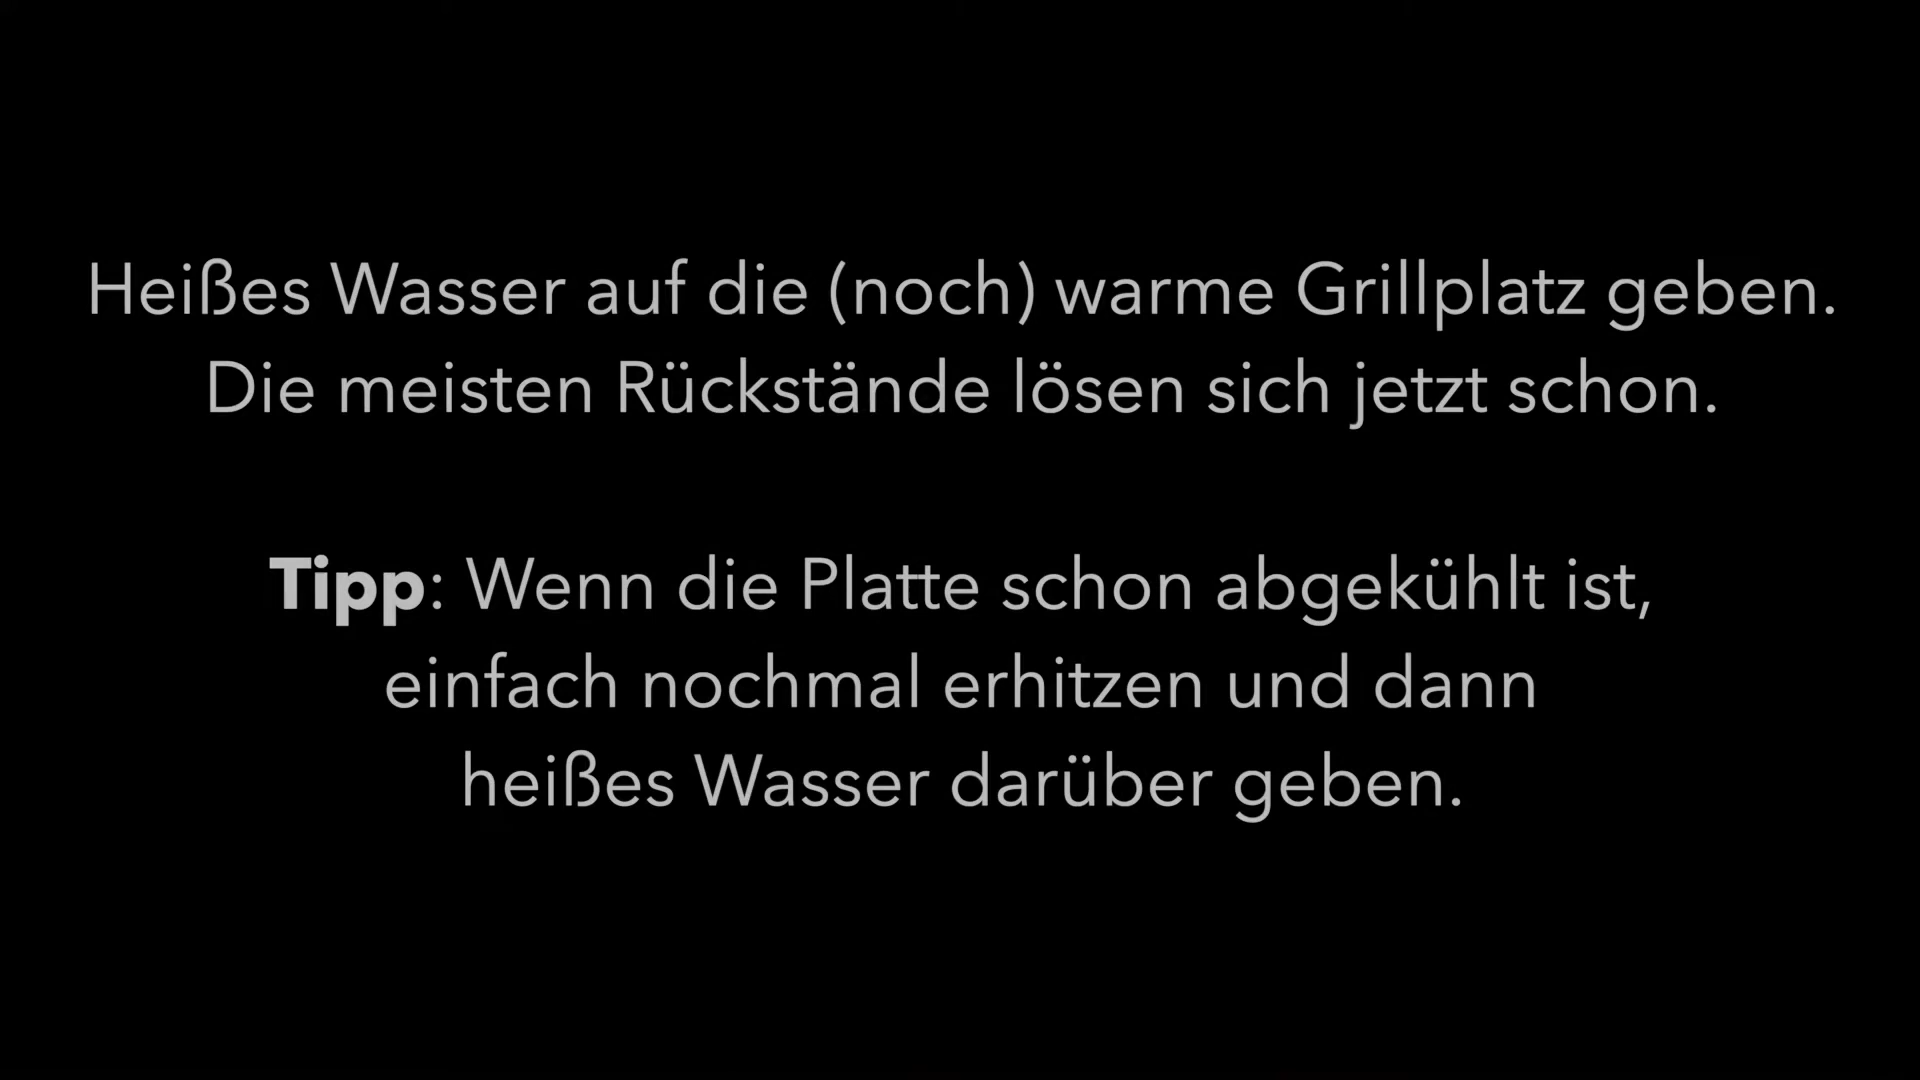 Heißes Wasser auf die (noch) warme Grillplatz geben.
Die meisten Rückstände lösen sich jetzt schon.
Tipp: Wenn die Platte schon abgekühlt ist,
einfach nochmal erhitzen und dann
heißes Wasser darüber geben.